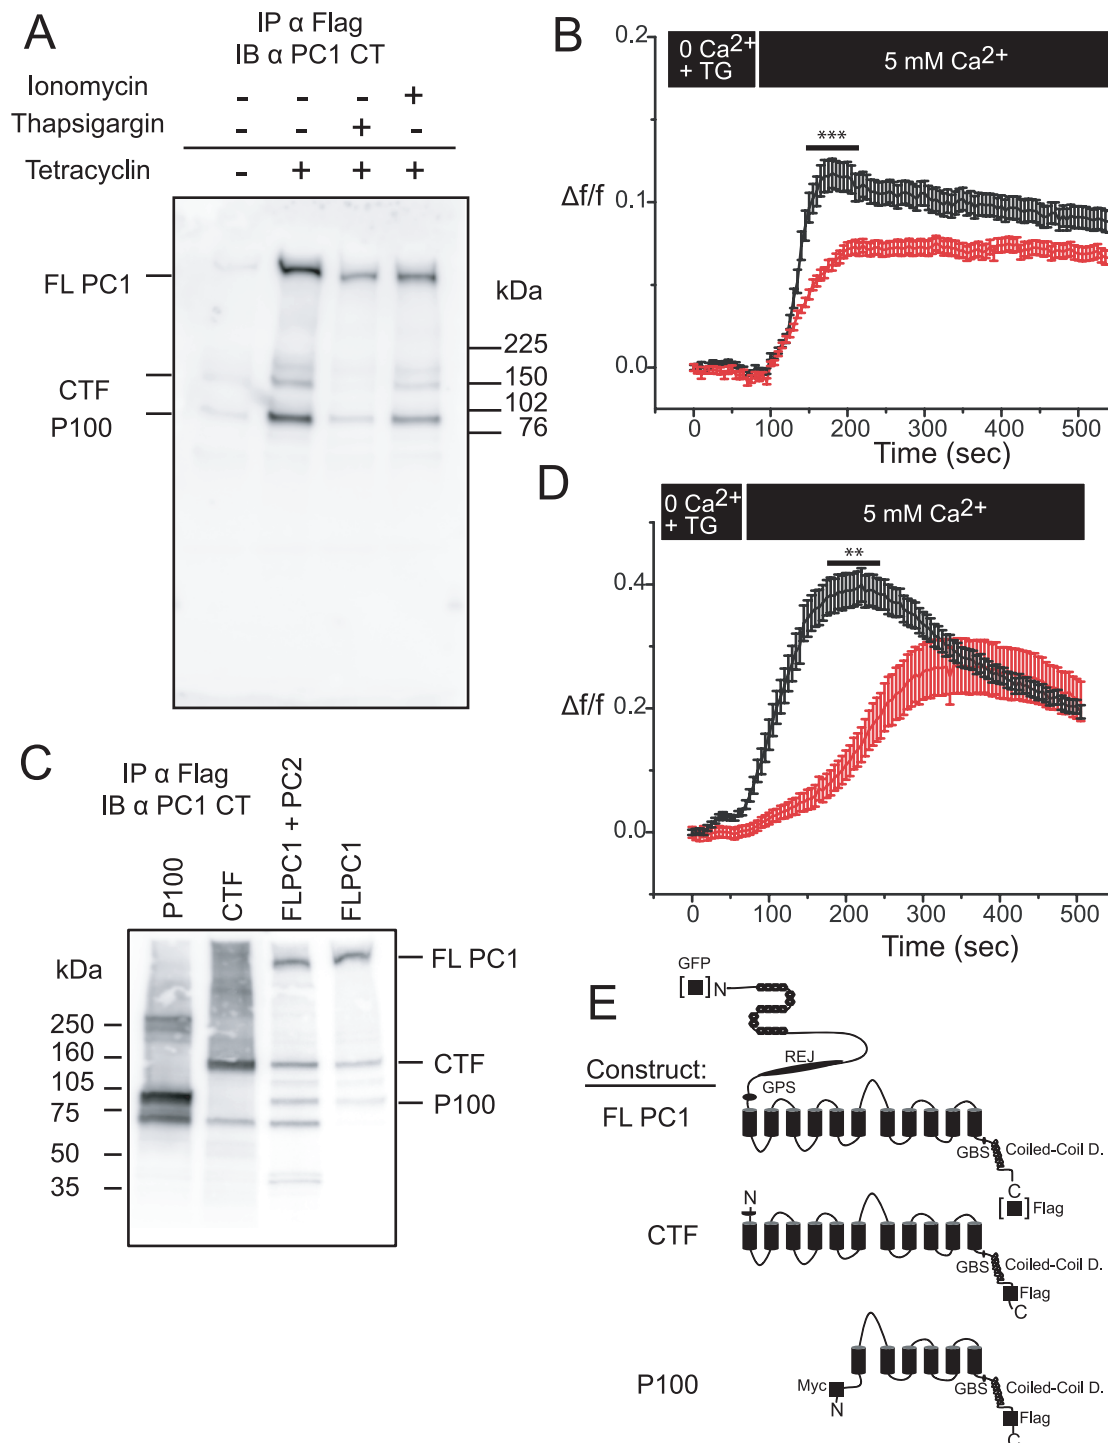 A
IP α Flag
IB α PC1 CT
Ionomycin - - - +
Thapsigargin - - + -
Tetracyclin - + + +
FL PC1
CTF
P100
kDa
225
150
102
76
B
0 Ca2+
+ TG
5 mM Ca2+
***
Δf/f
0.2
0.1
0.0
0 100 200 300 400 500
Time (sec)
C
IP α Flag
IB α PC1 CT
P100
CTF
FLPC1 + PC2
FLPC1
kDa
250
160
105
75
50
35
FL PC1
CTF
P100
D
0 Ca2+
+ TG
5 mM Ca2+
**
Δf/f
0.4
0.2
0.0
0 100 200 300 400 500
Time (sec)
E
GFP
[ ] N
REJ
Construct:
GPS
FL PC1
GBS
Coiled-Coil D.
C
[ ] Flag
N
CTF
GBS
Coiled-Coil D.
Flag
C
P100
Myc
N
GBS
Coiled-Coil D.
Flag
C